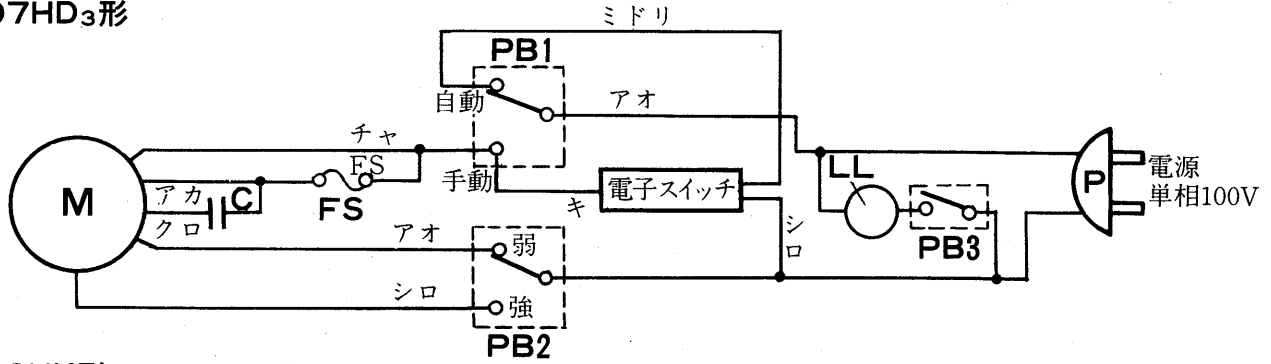 07HD₃形
ミドリ
PB1
自動
アオ
チャ
FS
手動
LL
電源
単相100V
P
M
アカ
C
FS
キ
電子スイッチ
クロ
シロ
PB3
アオ
弱
シロ
強
PB2